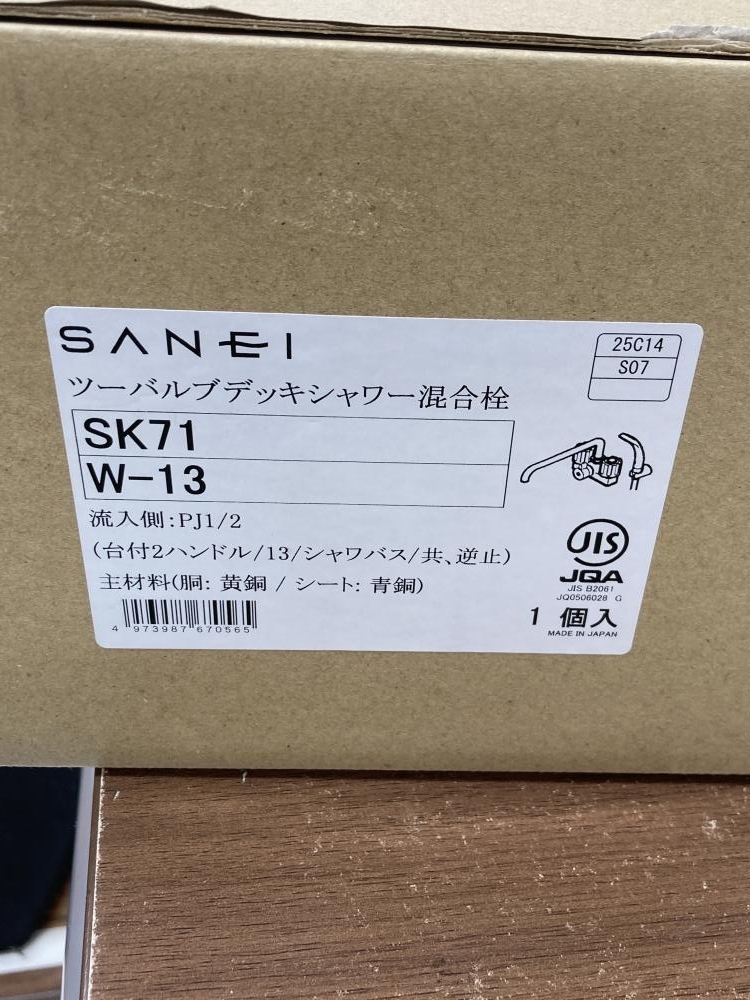 SANEI
25C14
S07
ツーバルブデッキシャワー混合栓
SK71
W-13
流入側:PJ1/2
(台付2ハンドル/13/シャワバス/共、逆止)
主材料(胴: 黄銅 / シート: 青銅)
JIS
JQA
JIS B2061
JQ0506028 G
4 973987 670565
1 個入
MADE IN JAPAN